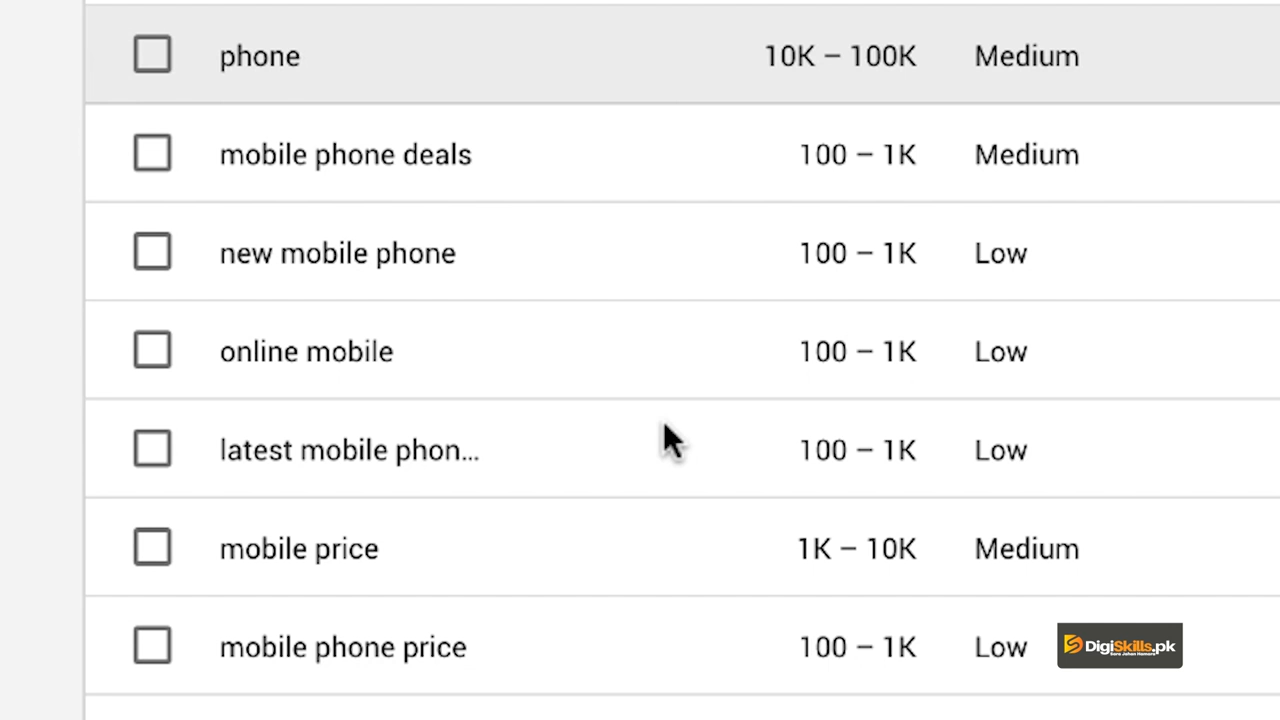 phone 10K – 100K Medium
mobile phone deals 100 – 1K Medium
new mobile phone 100 – 1K Low
online mobile 100 – 1K Low
latest mobile phon... 100 – 1K Low
mobile price 1K – 10K Medium
mobile phone price 100 – 1K Low
DigiSkills.pk